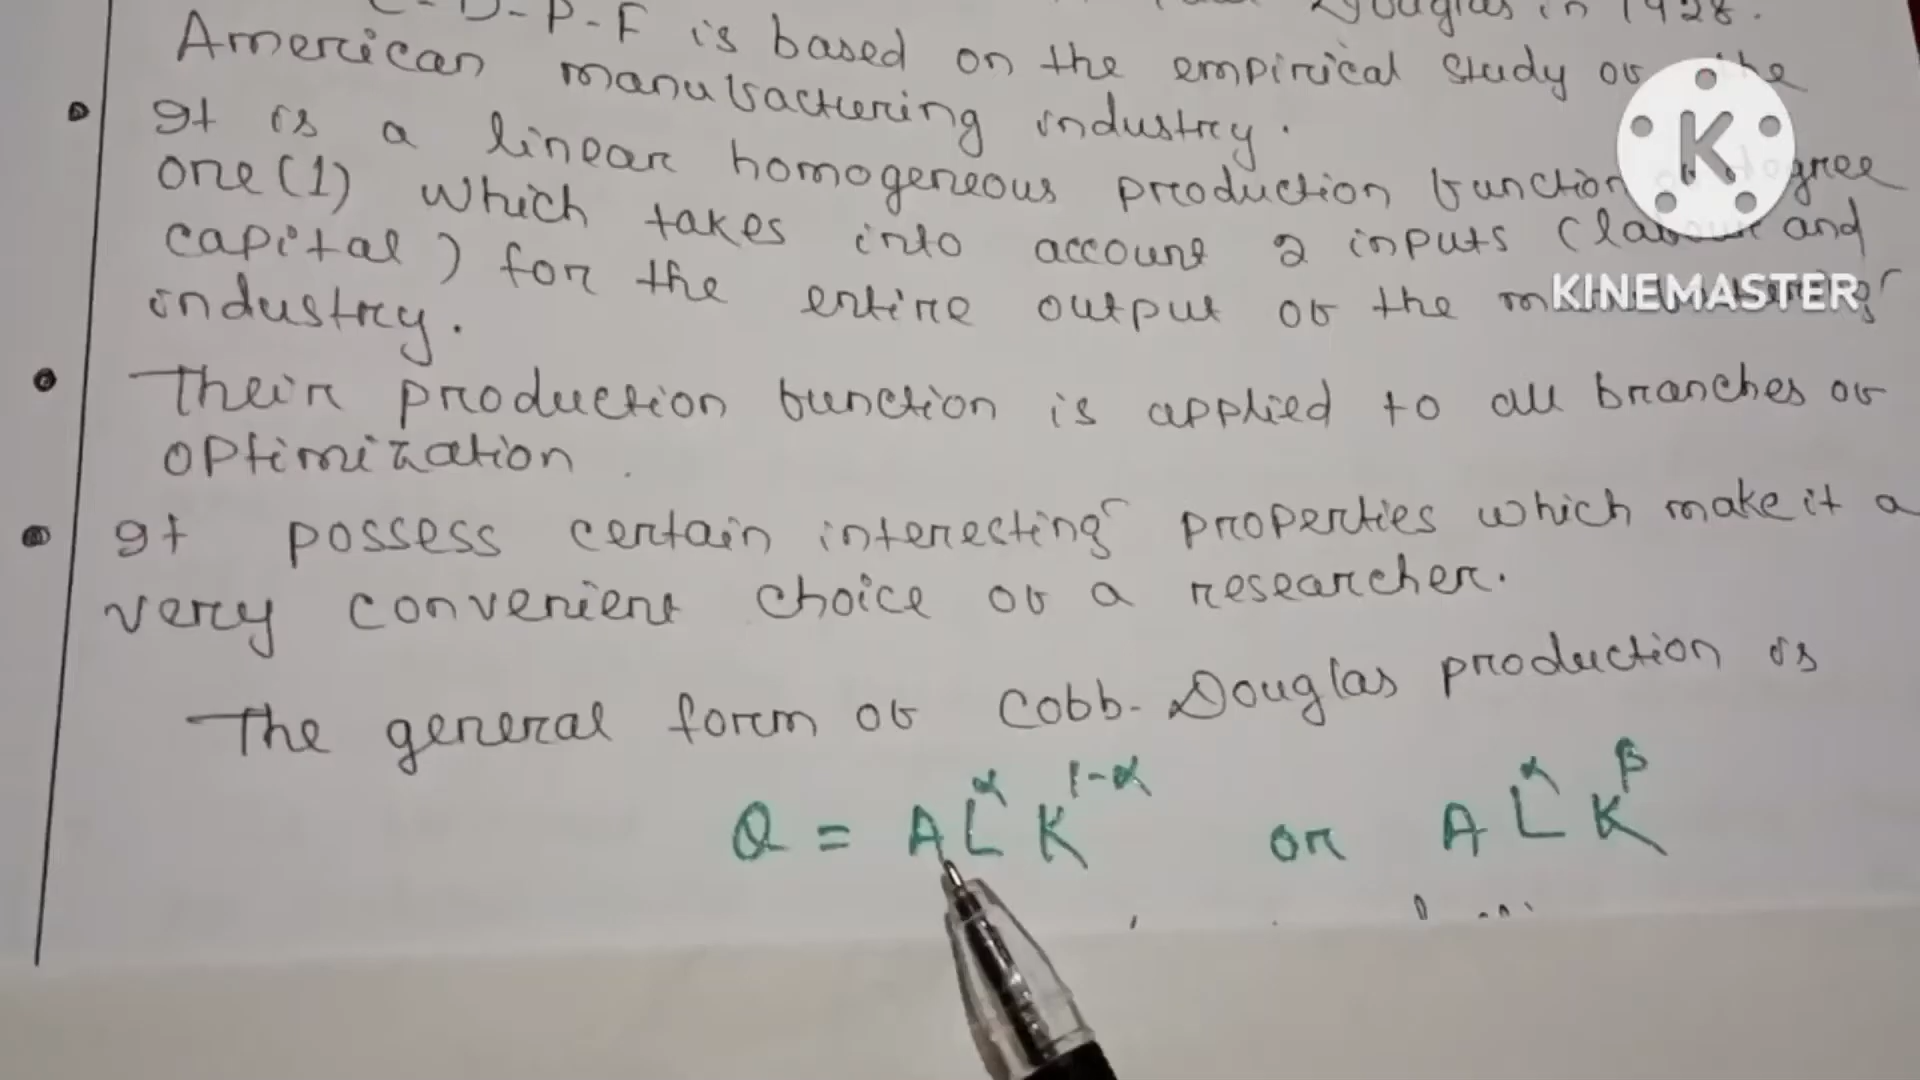 Douglas in 1928.
C-D-P-F is based on the empirical study of the
American manufacturing industry.
It is a linear homogeneous production function degree
one (1) which takes into account 2 inputs (labour and
capital) for the entire output of the
industry.
Their production function is applied to all branches of
optimization.
It possess certain interesting properties which make it a
very convenient choice of a researcher.
The general form of Cobb-Douglas production is
Q = AL^α K^1-α or AL^α K^β
K
KINEMASTER